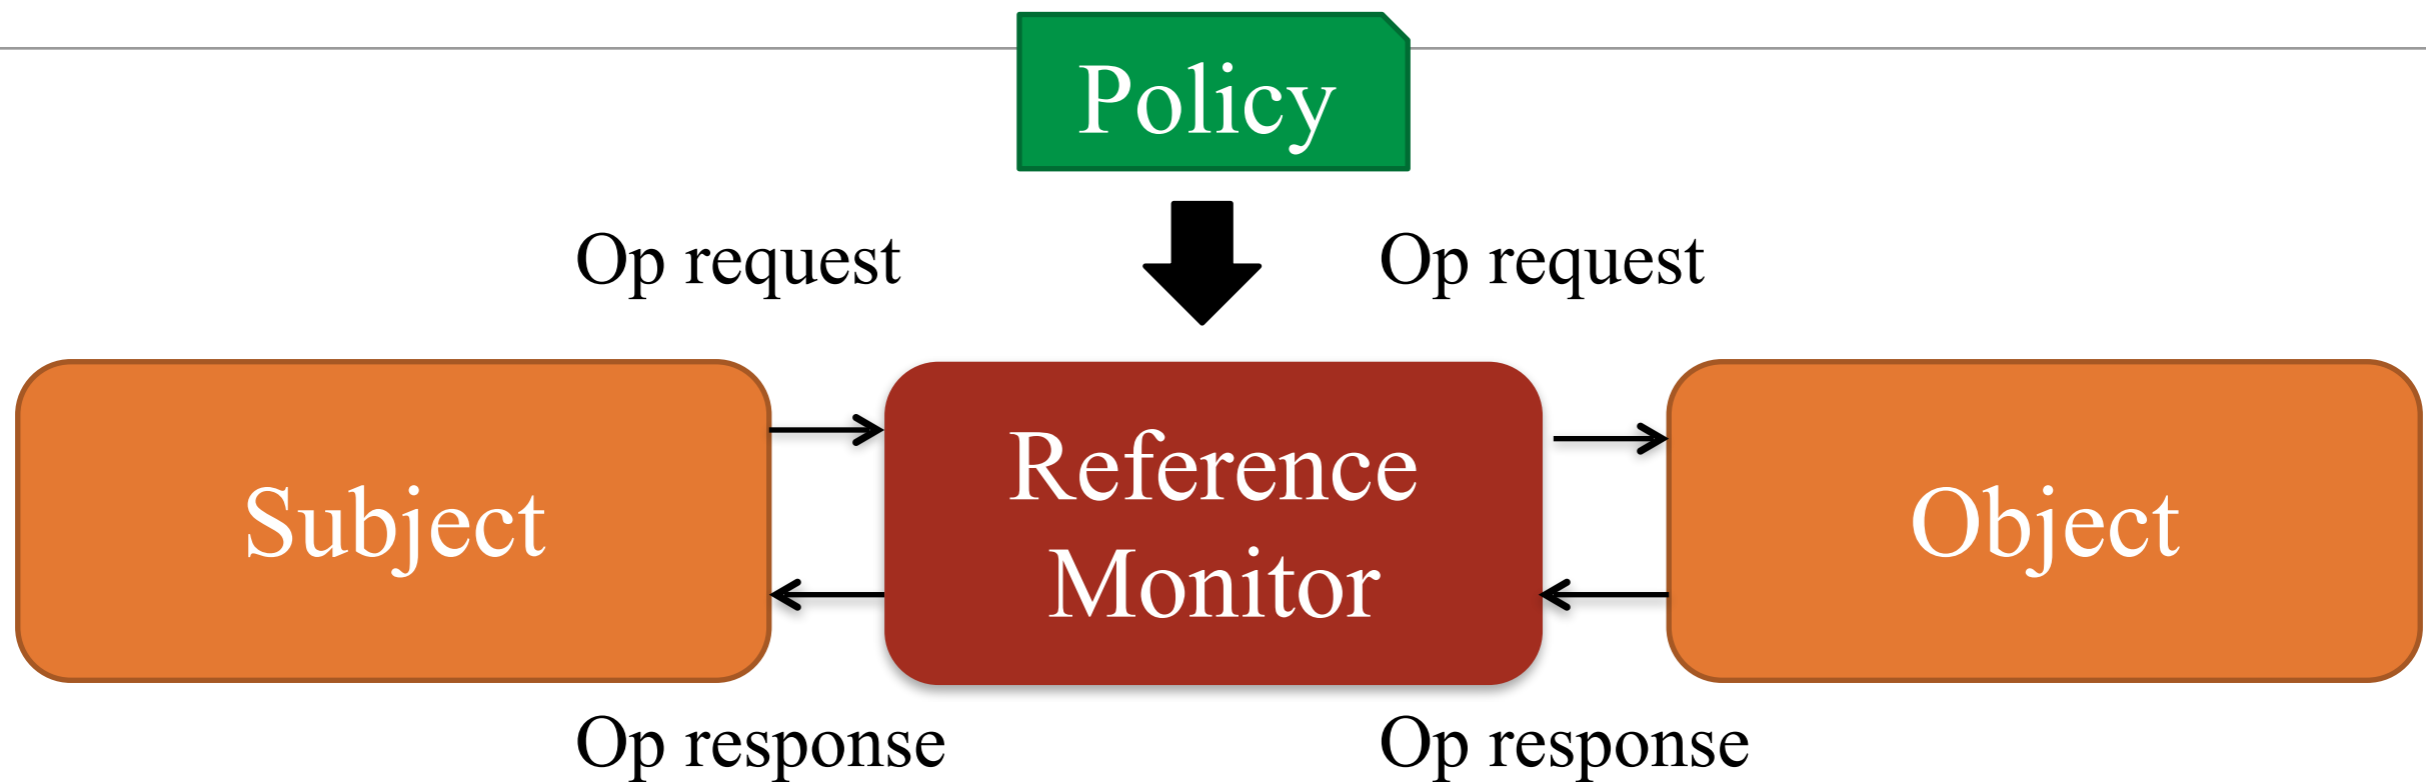 Policy
Op request
Op request
Subject
Reference
Monitor
Object
Op response
Op response